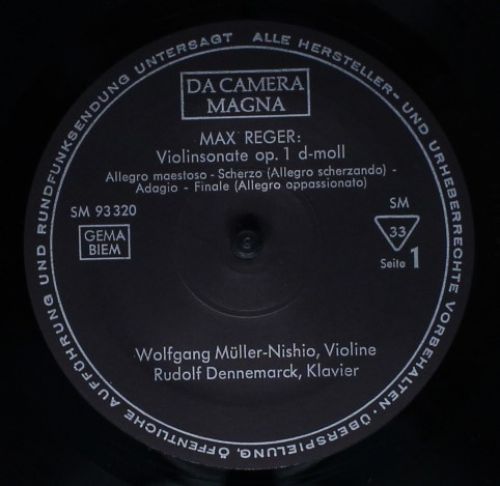 DA CAMERA
MAGNA
MAX REGER:
Violinsonate op. 1 d-moll
Allegro maestoso - Scherzo (Allegro scherzando) -
Adagio - Finale (Allegro appassionato)
SM 93 320
SM
GEMA
BIEM
33
Seite 1
Wolfgang Müller-Nishio, Violine
Rudolf Dennemarck, Klavier
ALLE HERSTELLER- UND URHEBERRECHTE VORBEHALTEN · ÜBERSPIELUNG, ÖFFENTLICHE AUFFÜHRUNG UND RUNDFUNKSENDUNG UNTERSAGT